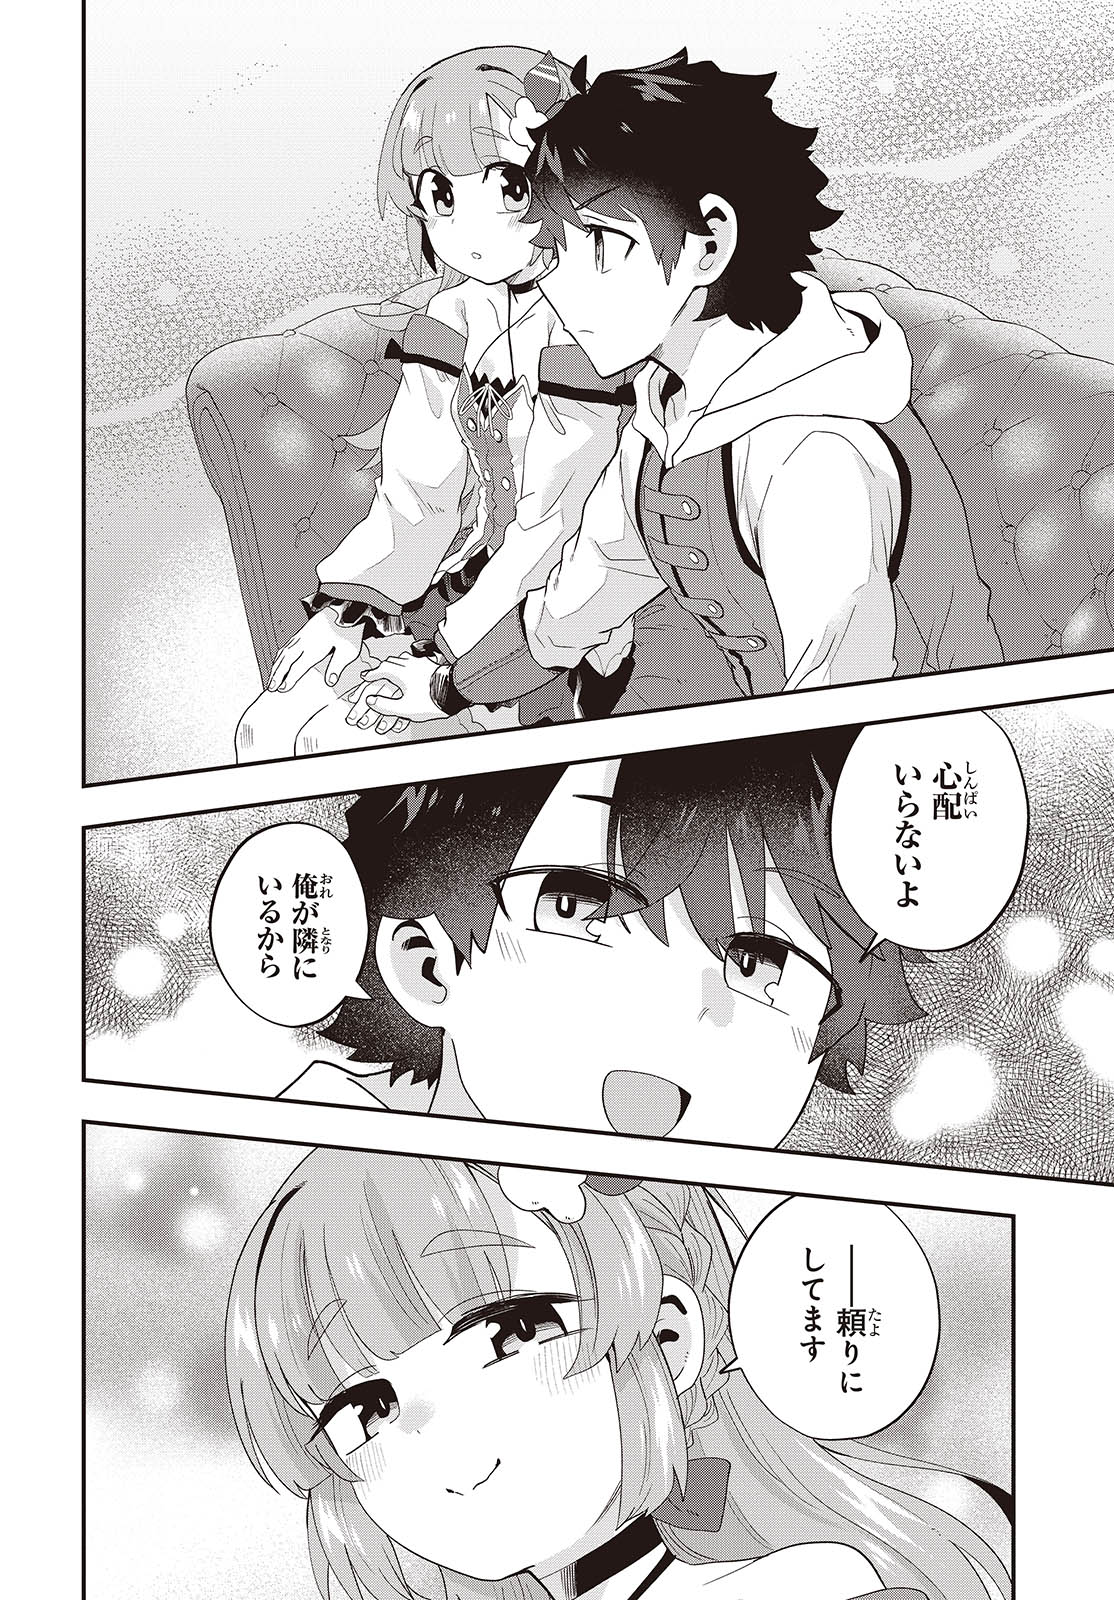 心配
いらないよ
俺が隣に
いるから
──頼りに
してます